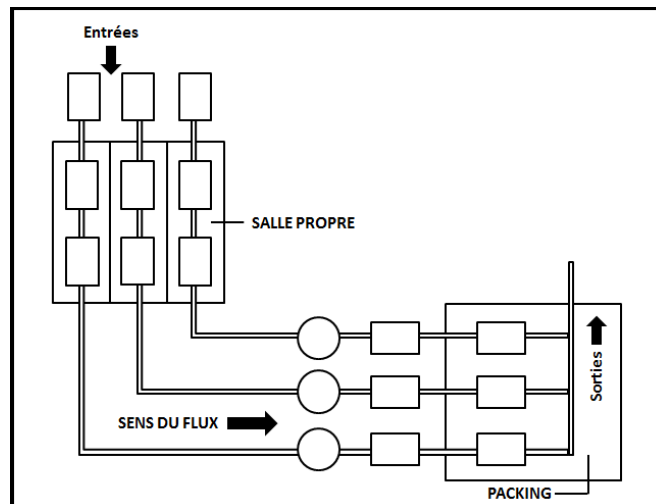 Entrées
SALLE PROPRE
SENS DU FLUX
Sorties
PACKING